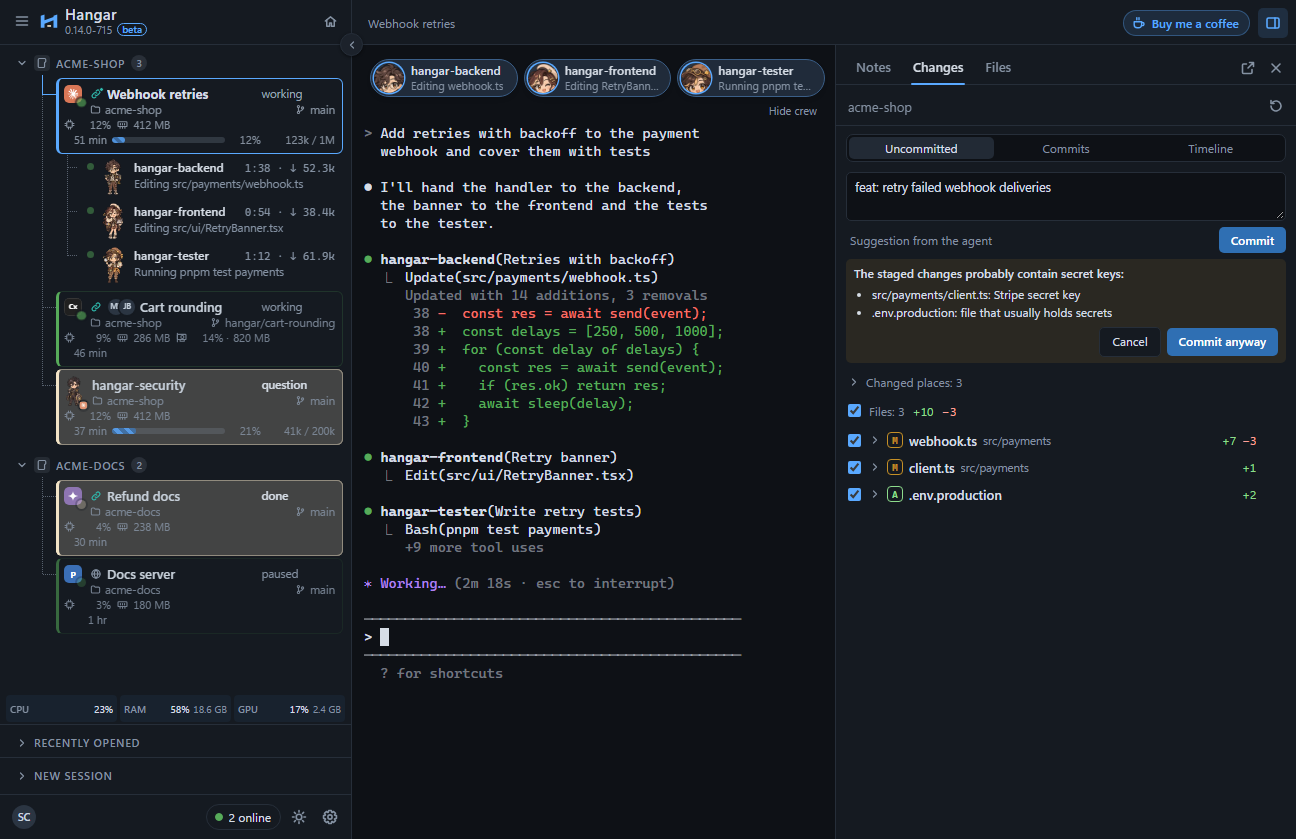 Hangar
0.14.0-715 beta
ACME-SHOP 3
Webhook retries working
acme-shop main
12% 412 MB
51 min 12% 123k / 1M
hangar-backend 1:38 · ↓ 52.3k
Editing src/payments/webhook.ts
hangar-frontend 0:54 · ↓ 38.4k
Editing src/ui/RetryBanner.tsx
hangar-tester 1:12 · ↓ 61.9k
Running pnpm test payments
Cx M JB Cart rounding working
acme-shop hangar/cart-rounding
9% 286 MB 14% · 820 MB
46 min
hangar-security question
acme-shop main
12% 412 MB
37 min 21% 41k / 200k
ACME-DOCS 2
Refund docs done
acme-docs main
4% 238 MB
30 min
P Docs server paused
acme-docs main
3% 180 MB
1 hr
CPU 23% RAM 58% 18.6 GB GPU 17% 2.4 GB
RECENTLY OPENED
NEW SESSION
SC 2 online
Webhook retries
Buy me a coffee
hangar-backend
Editing webhook.ts
hangar-frontend
Editing RetryBann...
hangar-tester
Running pnpm te...
Hide crew
> Add retries with backoff to the payment
webhook and cover them with tests
● I'll hand the handler to the backend,
the banner to the frontend and the tests
to the tester.
● hangar-backend(Retries with backoff)
⎿ Update(src/payments/webhook.ts)
Updated with 14 additions, 3 removals
38 - const res = await send(event);
38 + const delays = [250, 500, 1000];
39 + for (const delay of delays) {
40 + const res = await send(event);
41 + if (res.ok) return res;
42 + await sleep(delay);
43 + }
● hangar-frontend(Retry banner)
⎿ Edit(src/ui/RetryBanner.tsx)
● hangar-tester(Write retry tests)
⎿ Bash(pnpm test payments)
+9 more tool uses
* Working… (2m 18s · esc to interrupt)
>
? for shortcuts
Notes Changes Files
acme-shop
Uncommitted Commits Timeline
feat: retry failed webhook deliveries
Suggestion from the agent Commit
The staged changes probably contain secret keys:
• src/payments/client.ts: Stripe secret key
• .env.production: file that usually holds secrets
Cancel Commit anyway
Changed places: 3
Files: 3 +10 −3
M webhook.ts src/payments +7 −3
M client.ts src/payments +1
A .env.production +2